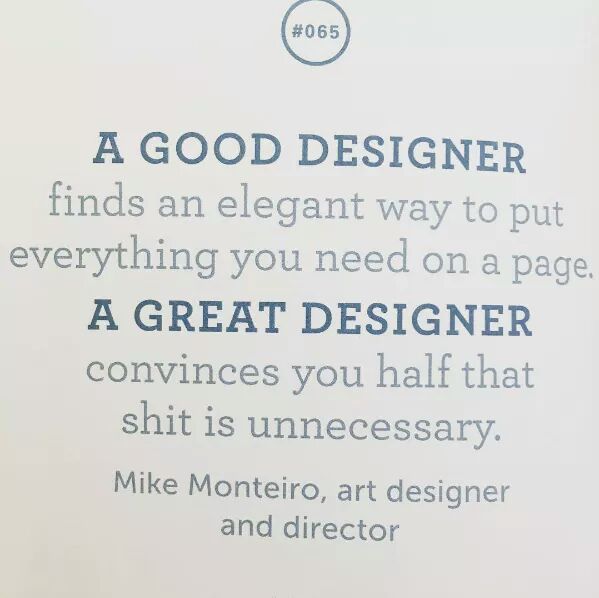 #065
A GOOD DESIGNER
finds an elegant way to put
everything you need on a page.
A GREAT DESIGNER
convinces you half that
shit is unnecessary.
Mike Monteiro, art designer
and director